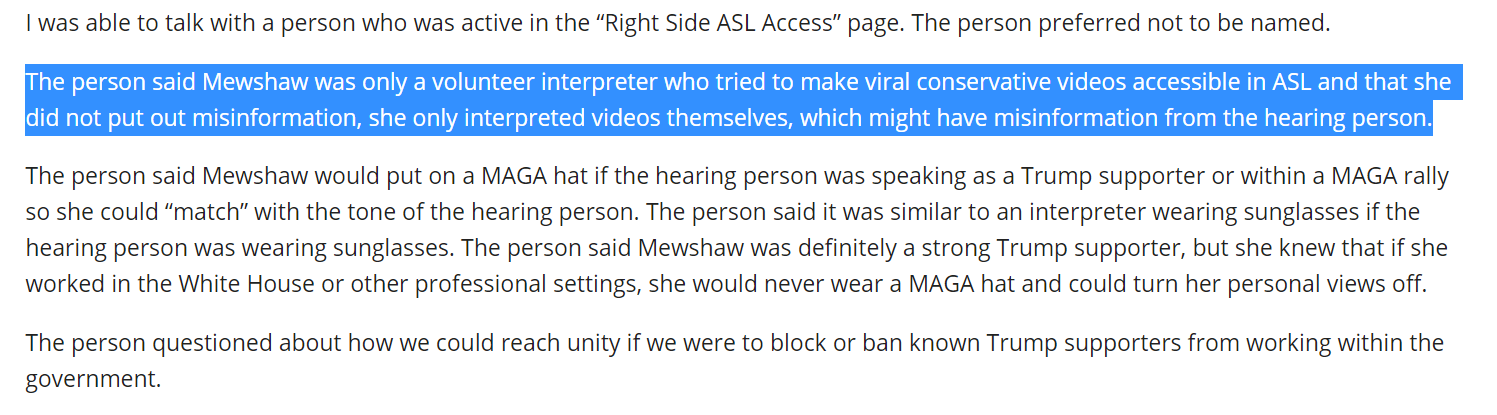 I was able to talk with a person who was active in the “Right Side ASL Access” page. The person preferred not to be named.
The person said Mewshaw was only a volunteer interpreter who tried to make viral conservative videos accessible in ASL and that she
did not put out misinformation, she only interpreted videos themselves, which might have misinformation from the hearing person.
The person said Mewshaw would put on a MAGA hat if the hearing person was speaking as a Trump supporter or within a MAGA rally
so she could “match” with the tone of the hearing person. The person said it was similar to an interpreter wearing sunglasses if the
hearing person was wearing sunglasses. The person said Mewshaw was definitely a strong Trump supporter, but she knew that if she
worked in the White House or other professional settings, she would never wear a MAGA hat and could turn her personal views off.
The person questioned about how we could reach unity if we were to block or ban known Trump supporters from working within the
government.